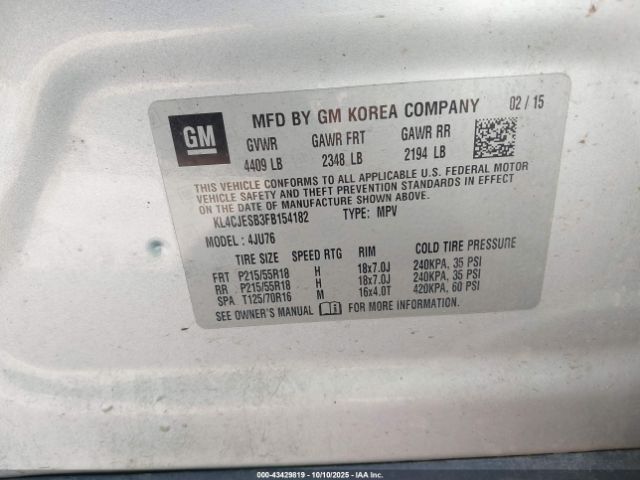 GM
MFD BY GM KOREA COMPANY 02 / 15
GVWR GAWR FRT GAWR RR
4409 LB 2348 LB 2194 LB
THIS VEHICLE CONFORMS TO ALL APPLICABLE U.S. FEDERAL MOTOR
VEHICLE SAFETY AND THEFT PREVENTION STANDARDS IN EFFECT
ON THE DATE OF MANUFACTURE SHOWN ABOVE.
KL4CJESB3FB154182 TYPE: MPV
MODEL: 4JU76
TIRE SIZE SPEED RTG RIM COLD TIRE PRESSURE
FRT P215/55R18 H 18x7.0J 240KPA, 35 PSI
RR P215/55R18 H 18x7.0J 240KPA, 35 PSI
SPA T125/70R16 M 16x4.0T 420KPA, 60 PSI
SEE OWNER'S MANUAL FOR MORE INFORMATION.
000-43429819 - 10/10/2025 - IAA Inc.